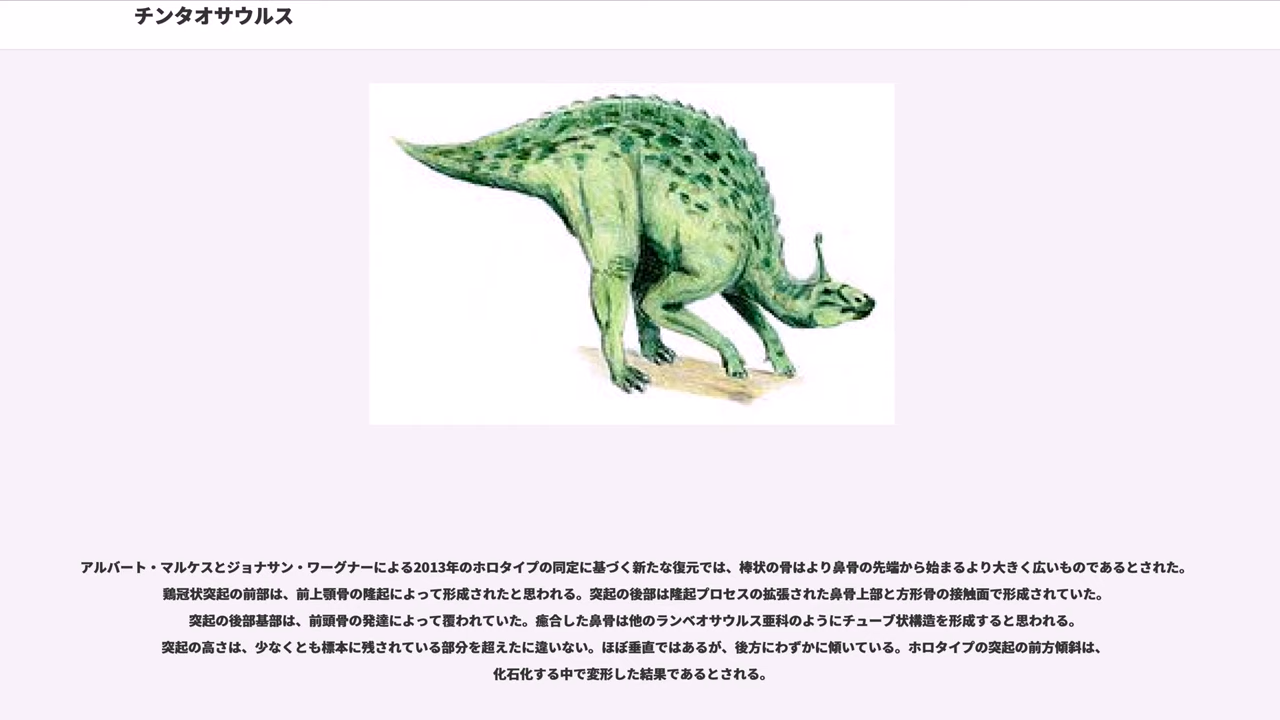 チンタオサウルス
アルバート・マルケスとジョナサン・ワーグナーによる2013年のホロタイプの同定に基づく新たな復元では、棒状の骨はより鼻骨の先端から始まるより大きく広いものであるとされた。
鶏冠状突起の前部は、前上顎骨の隆起によって形成されたと思われる。突起の後部は隆起プロセスの拡張された鼻骨上部と方形骨の接触面で形成されていた。
突起の後部基部は、前頭骨の発達によって覆われていた。癒合した鼻骨は他のランベオサウルス亜科のようにチューブ状構造を形成すると思われる。
突起の高さは、少なくとも標本に残されている部分を超えたに違いない。ほぼ垂直ではあるが、後方にわずかに傾いている。ホロタイプの突起の前方傾斜は、
化石化する中で変形した結果であるとされる。